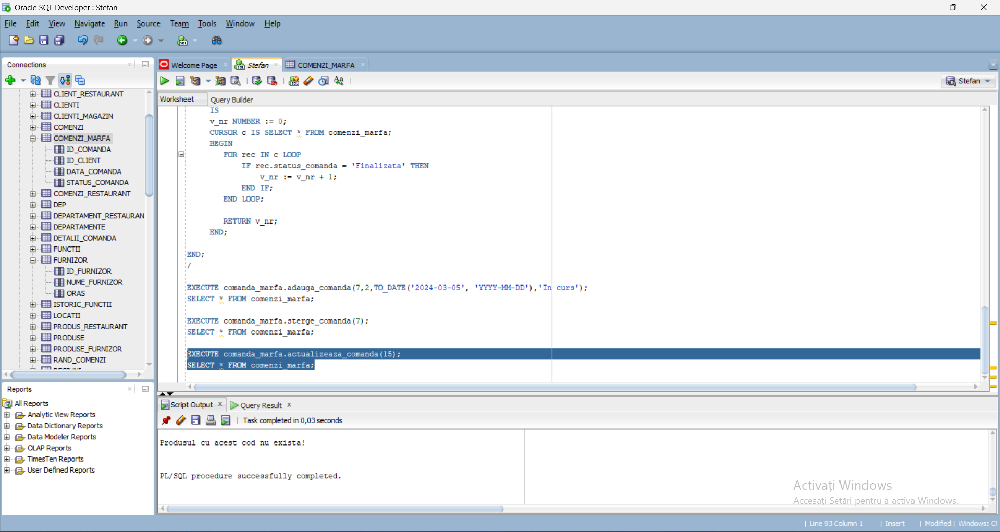 Oracle SQL Developer : Stefan
File Edit View Navigate Run Source Team Tools Window Help
Connections
CLIENT_RESTAURANT
CLIENTI
CLIENTI_MAGAZIN
COMENZI
COMENZI_MARFA
ID_COMANDA
ID_CLIENT
DATA_COMANDA
STATUS_COMANDA
COMENZI_RESTAURANT
DEP
DEPARTAMENT_RESTAURAN
DEPARTAMENTE
DETALII_COMANDA
FUNCTII
FURNIZOR
ID_FURNIZOR
NUME_FURNIZOR
ORAS
ISTORIC_FUNCTII
LOCATII
PRODUS_RESTAURANT
PRODUSE
PRODUSE_FURNIZOR
RAND_COMENZI
Reports
All Reports
Analytic View Reports
Data Dictionary Reports
Data Modeler Reports
OLAP Reports
TimesTen Reports
User Defined Reports
Welcome Page Stefan COMENZI_MARFA
Stefan
Worksheet Query Builder
IS
v_nr NUMBER := 0;
CURSOR c IS SELECT * FROM comenzi_marfa;
BEGIN
FOR rec IN c LOOP
IF rec.status_comanda = 'Finalizata' THEN
v_nr := v_nr + 1;
END IF;
END LOOP;
RETURN v_nr;
END;
END;
/
EXECUTE comanda_marfa.adauga_comanda(7,2,TO_DATE('2024-03-05', 'YYYY-MM-DD'),'In curs');
SELECT * FROM comenzi_marfa;
EXECUTE comanda_marfa.sterge_comanda(7);
SELECT * FROM comenzi_marfa;
EXECUTE comanda_marfa.actualizeaza_comanda(15);
SELECT * FROM comenzi_marfa;
Script Output Query Result
Task completed in 0,03 seconds
Produsul cu acest cod nu exista!
PL/SQL procedure successfully completed.
Activați Windows
Accesați Setări pentru a activa Windows.
Line 93 Column 1 | Insert | Modified | Windows: CF